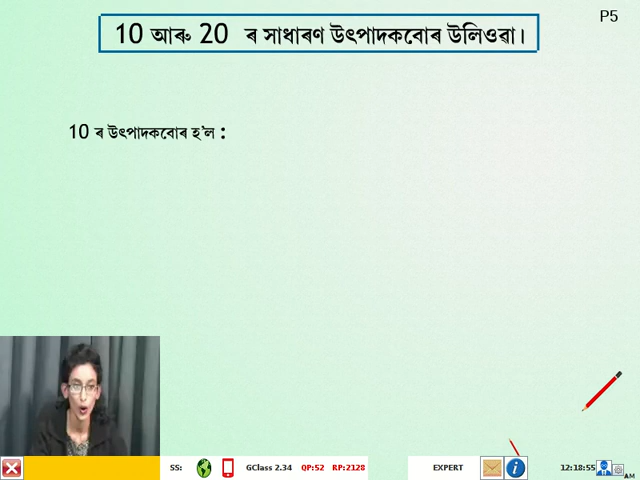 P5
10 আৰু 20 ৰ সাধাৰণ উৎপাদকবোৰ উলিওৱা।
10 ৰ উৎপাদকবোৰ হ'ল :
SS: GClass 2.34 QP:52 RP:2128 EXPERT 12:18:55 AM